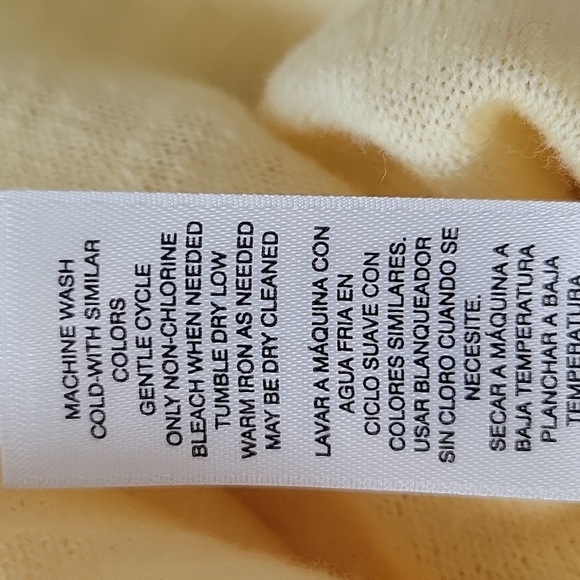 MACHINE WASH
COLD-WITH SIMILAR
COLORS
GENTLE CYCLE
ONLY NON-CHLORINE
BLEACH WHEN NEEDED
TUMBLE DRY LOW
WARM IRON AS NEEDED
MAY BE DRY CLEANED
LAVAR A MÁQUINA CON
AGUA FRIA EN
CICLO SUAVE CON
COLORES SIMILARES.
USAR BLANQUEADOR
SIN CLORO CUANDO SE
NECESITE.
SECAR A MÁQUINA A
BAJA TEMPERATURA
PLANCHAR A BAJA
TEMPERATURA